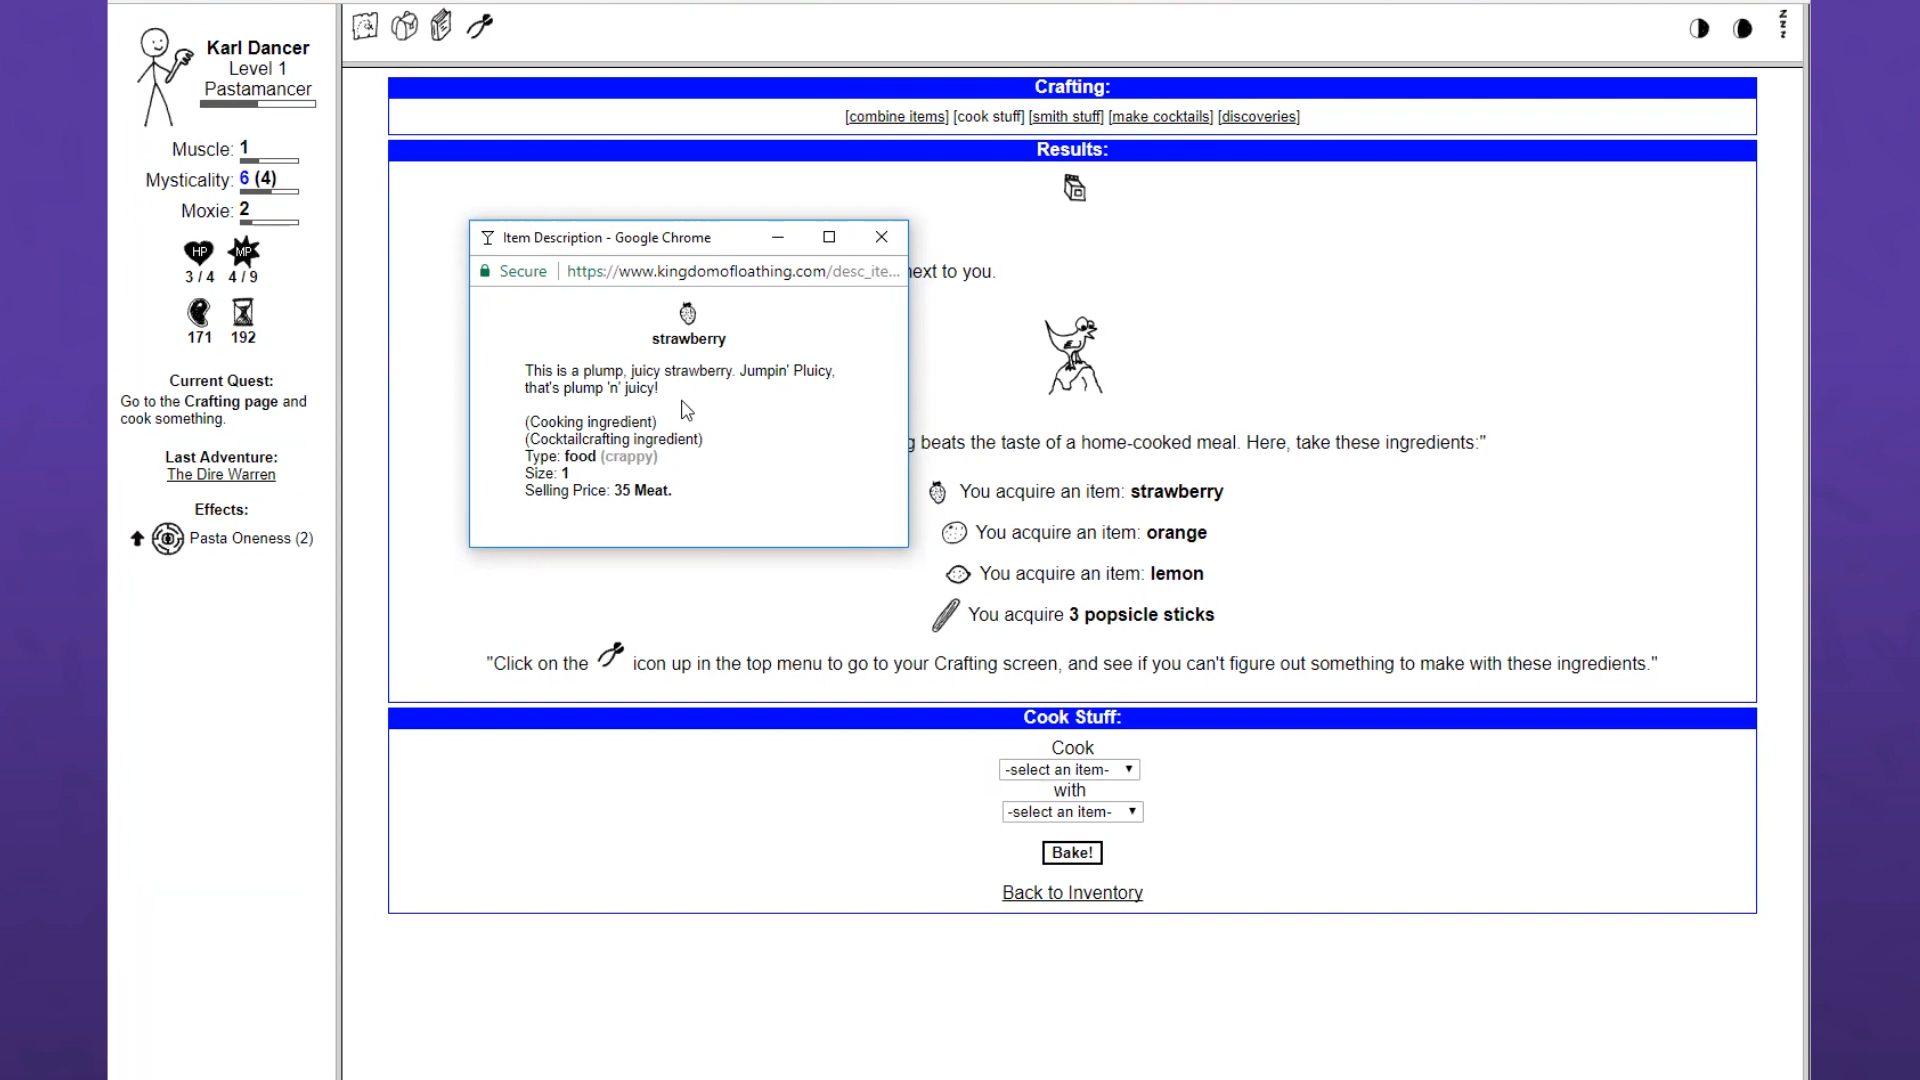 Karl Dancer
Level 1
Pastamancer
Muscle: 1
Mysticality: 6 (4)
Moxie: 2
HP MP
3 / 4 4 / 9
171 192
Current Quest:
Go to the Crafting page and
cook something.
Last Adventure:
The Dire Warren
Effects:
Pasta Oneness (2)
Z
z
z
Crafting:
[combine items] [cook stuff] [smith stuff] [make cocktails] [discoveries]
Results:
next to you.
Item Description - Google Chrome
Secure https://www.kingdomofloathing.com/desc_ite...
strawberry
This is a plump, juicy strawberry. Jumpin' Pluicy,
that's plump 'n' juicy!
(Cooking ingredient)
(Cocktailcrafting ingredient)
Type: food (crappy)
Size: 1
Selling Price: 35 Meat.
g beats the taste of a home-cooked meal. Here, take these ingredients:"
You acquire an item: strawberry
You acquire an item: orange
You acquire an item: lemon
You acquire 3 popsicle sticks
"Click on the icon up in the top menu to go to your Crafting screen, and see if you can't figure out something to make with these ingredients."
Cook Stuff:
Cook
-select an item-
with
-select an item-
Bake!
Back to Inventory